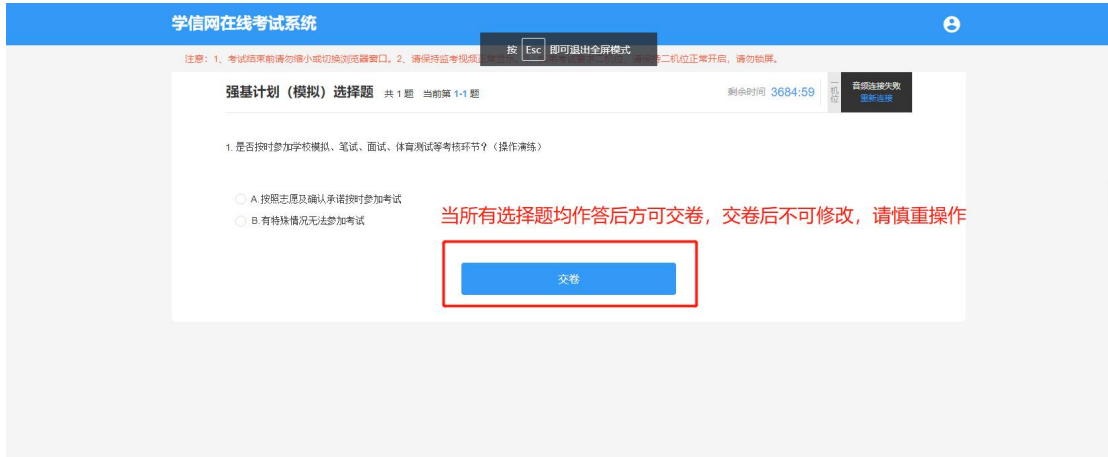 学信网在线考试系统
按 Esc 即可退出全屏模式
注意：1、考试结束前请勿缩小或切换浏览器窗口。2、请保持监考视频 二机位正常开启，请勿锁屏。
强基计划（模拟）选择题 共 1 题 当前第 1-1 题
剩余时间 3684:59
一机位
音频连接失败
重新连接
1. 是否按时参加学校模拟、笔试、面试、体育测试等考核环节？（操作演练）
A. 按照志愿及确认承诺按时参加考试
B. 有特殊情况无法参加考试
当所有选择题均作答后方可交卷，交卷后不可修改，请慎重操作
交卷